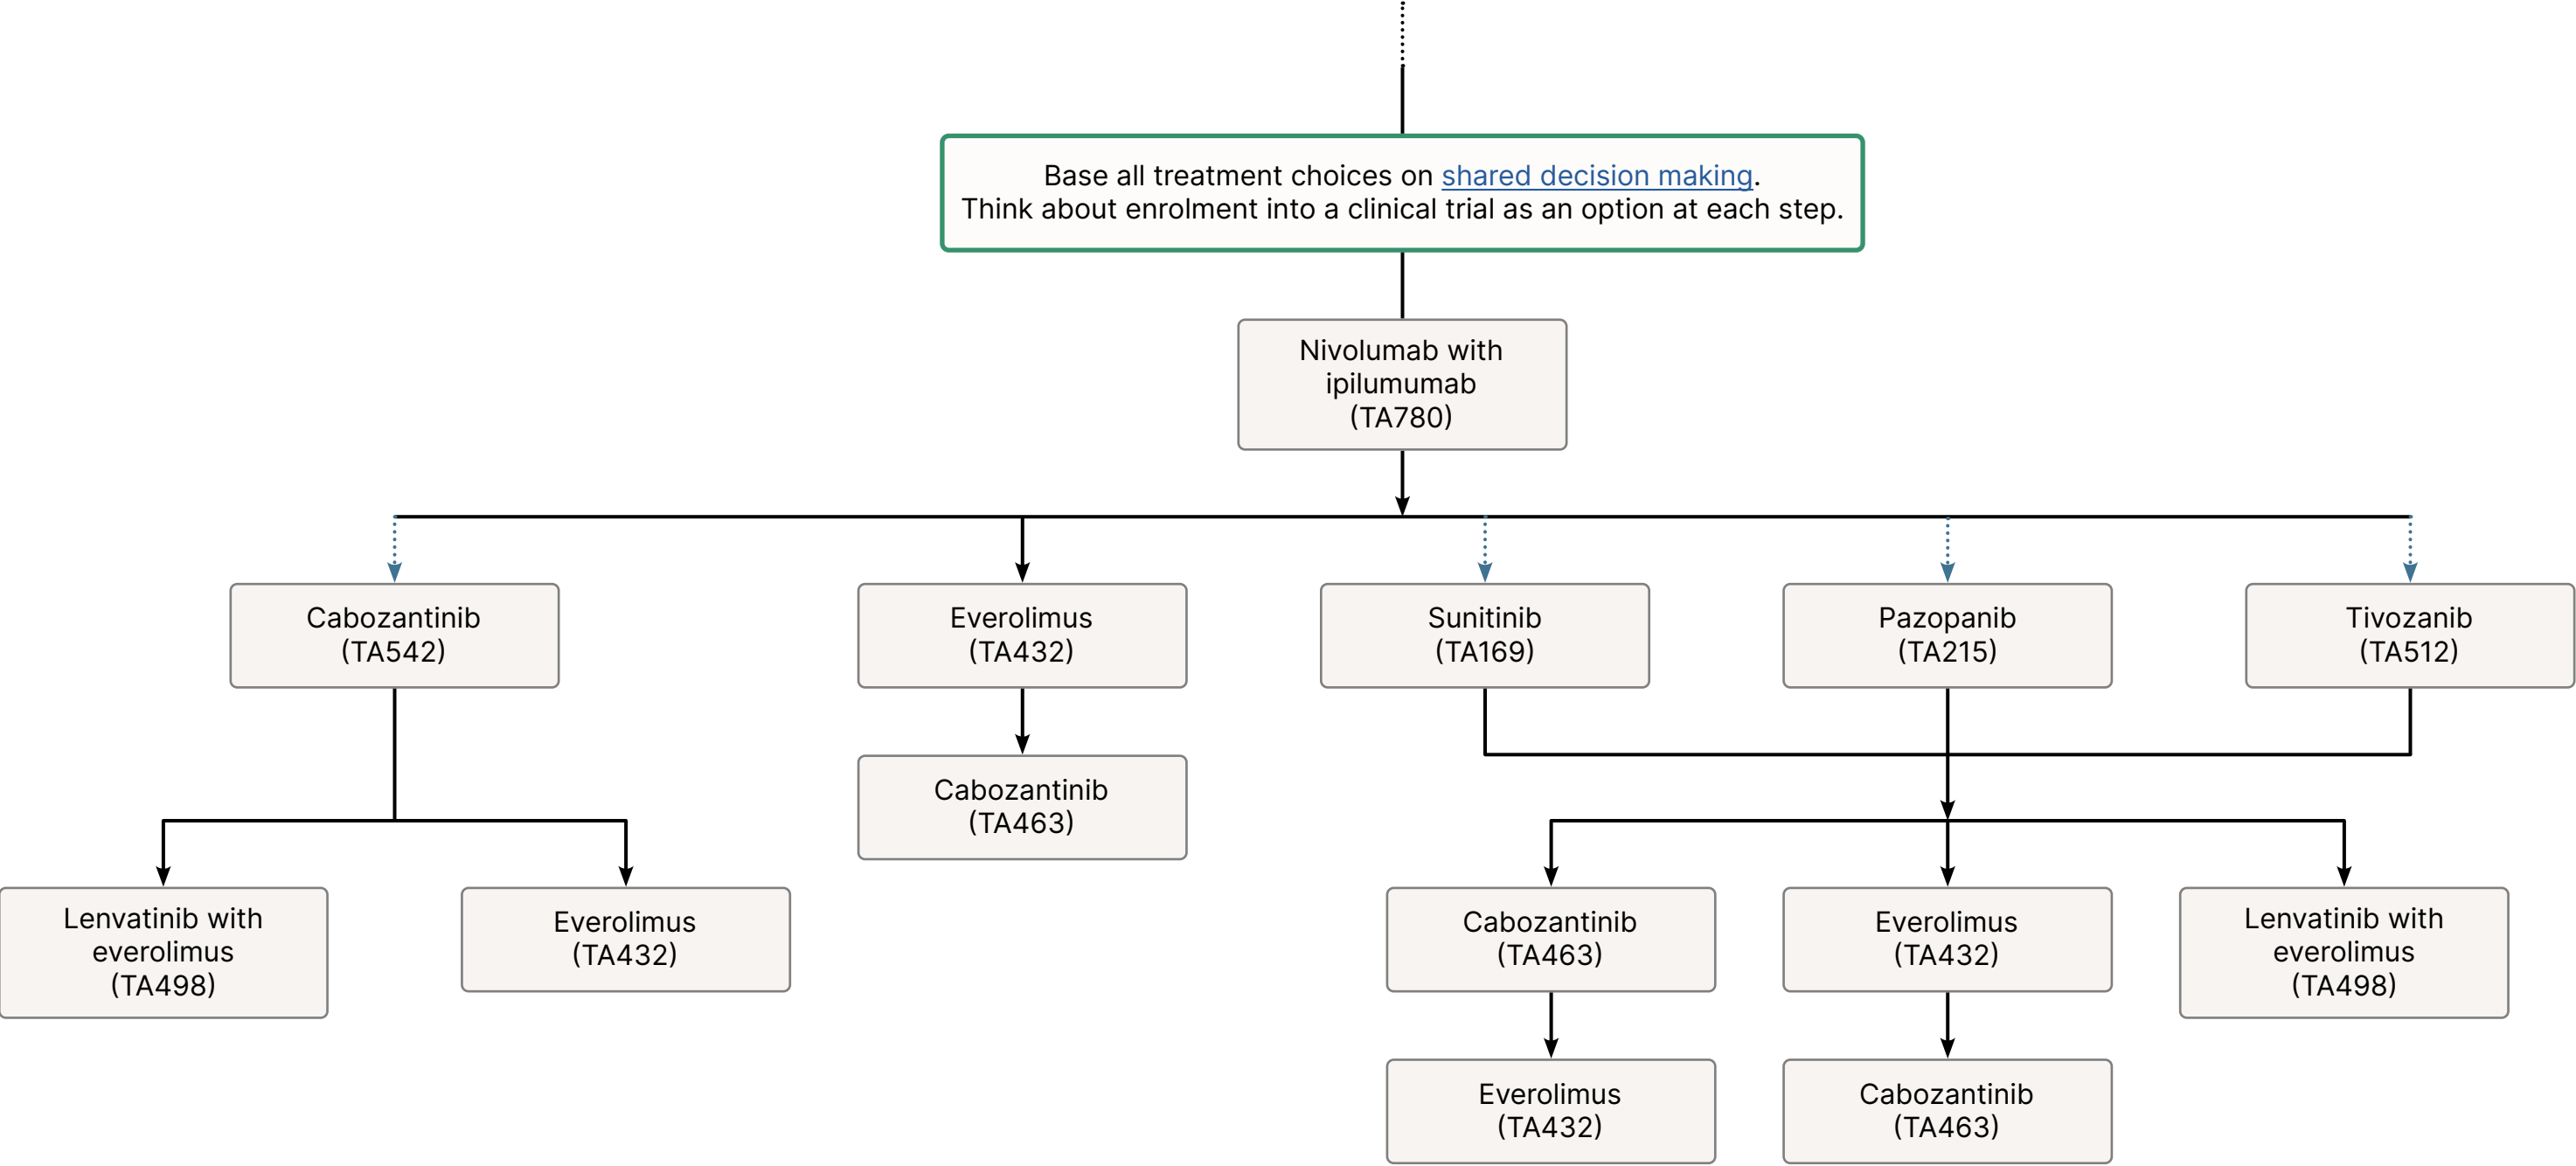 Base all treatment choices on shared decision making.
Think about enrolment into a clinical trial as an option at each step.
Nivolumab with
ipilumumab
(TA780)
Cabozantinib
(TA542)
Everolimus
(TA432)
Sunitinib
(TA169)
Pazopanib
(TA215)
Tivozanib
(TA512)
Cabozantinib
(TA463)
Lenvatinib with
everolimus
(TA498)
Everolimus
(TA432)
Cabozantinib
(TA463)
Everolimus
(TA432)
Lenvatinib with
everolimus
(TA498)
Everolimus
(TA432)
Cabozantinib
(TA463)